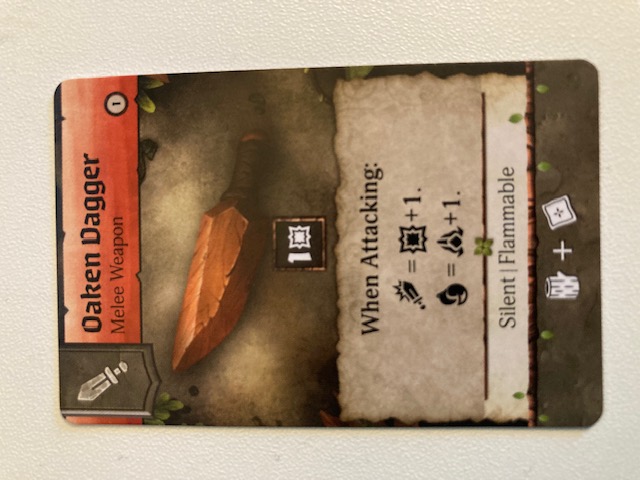 Oaken Dagger
Melee Weapon
1
1
When Attacking:
= +1.
= +1.
Silent | Flammable
+